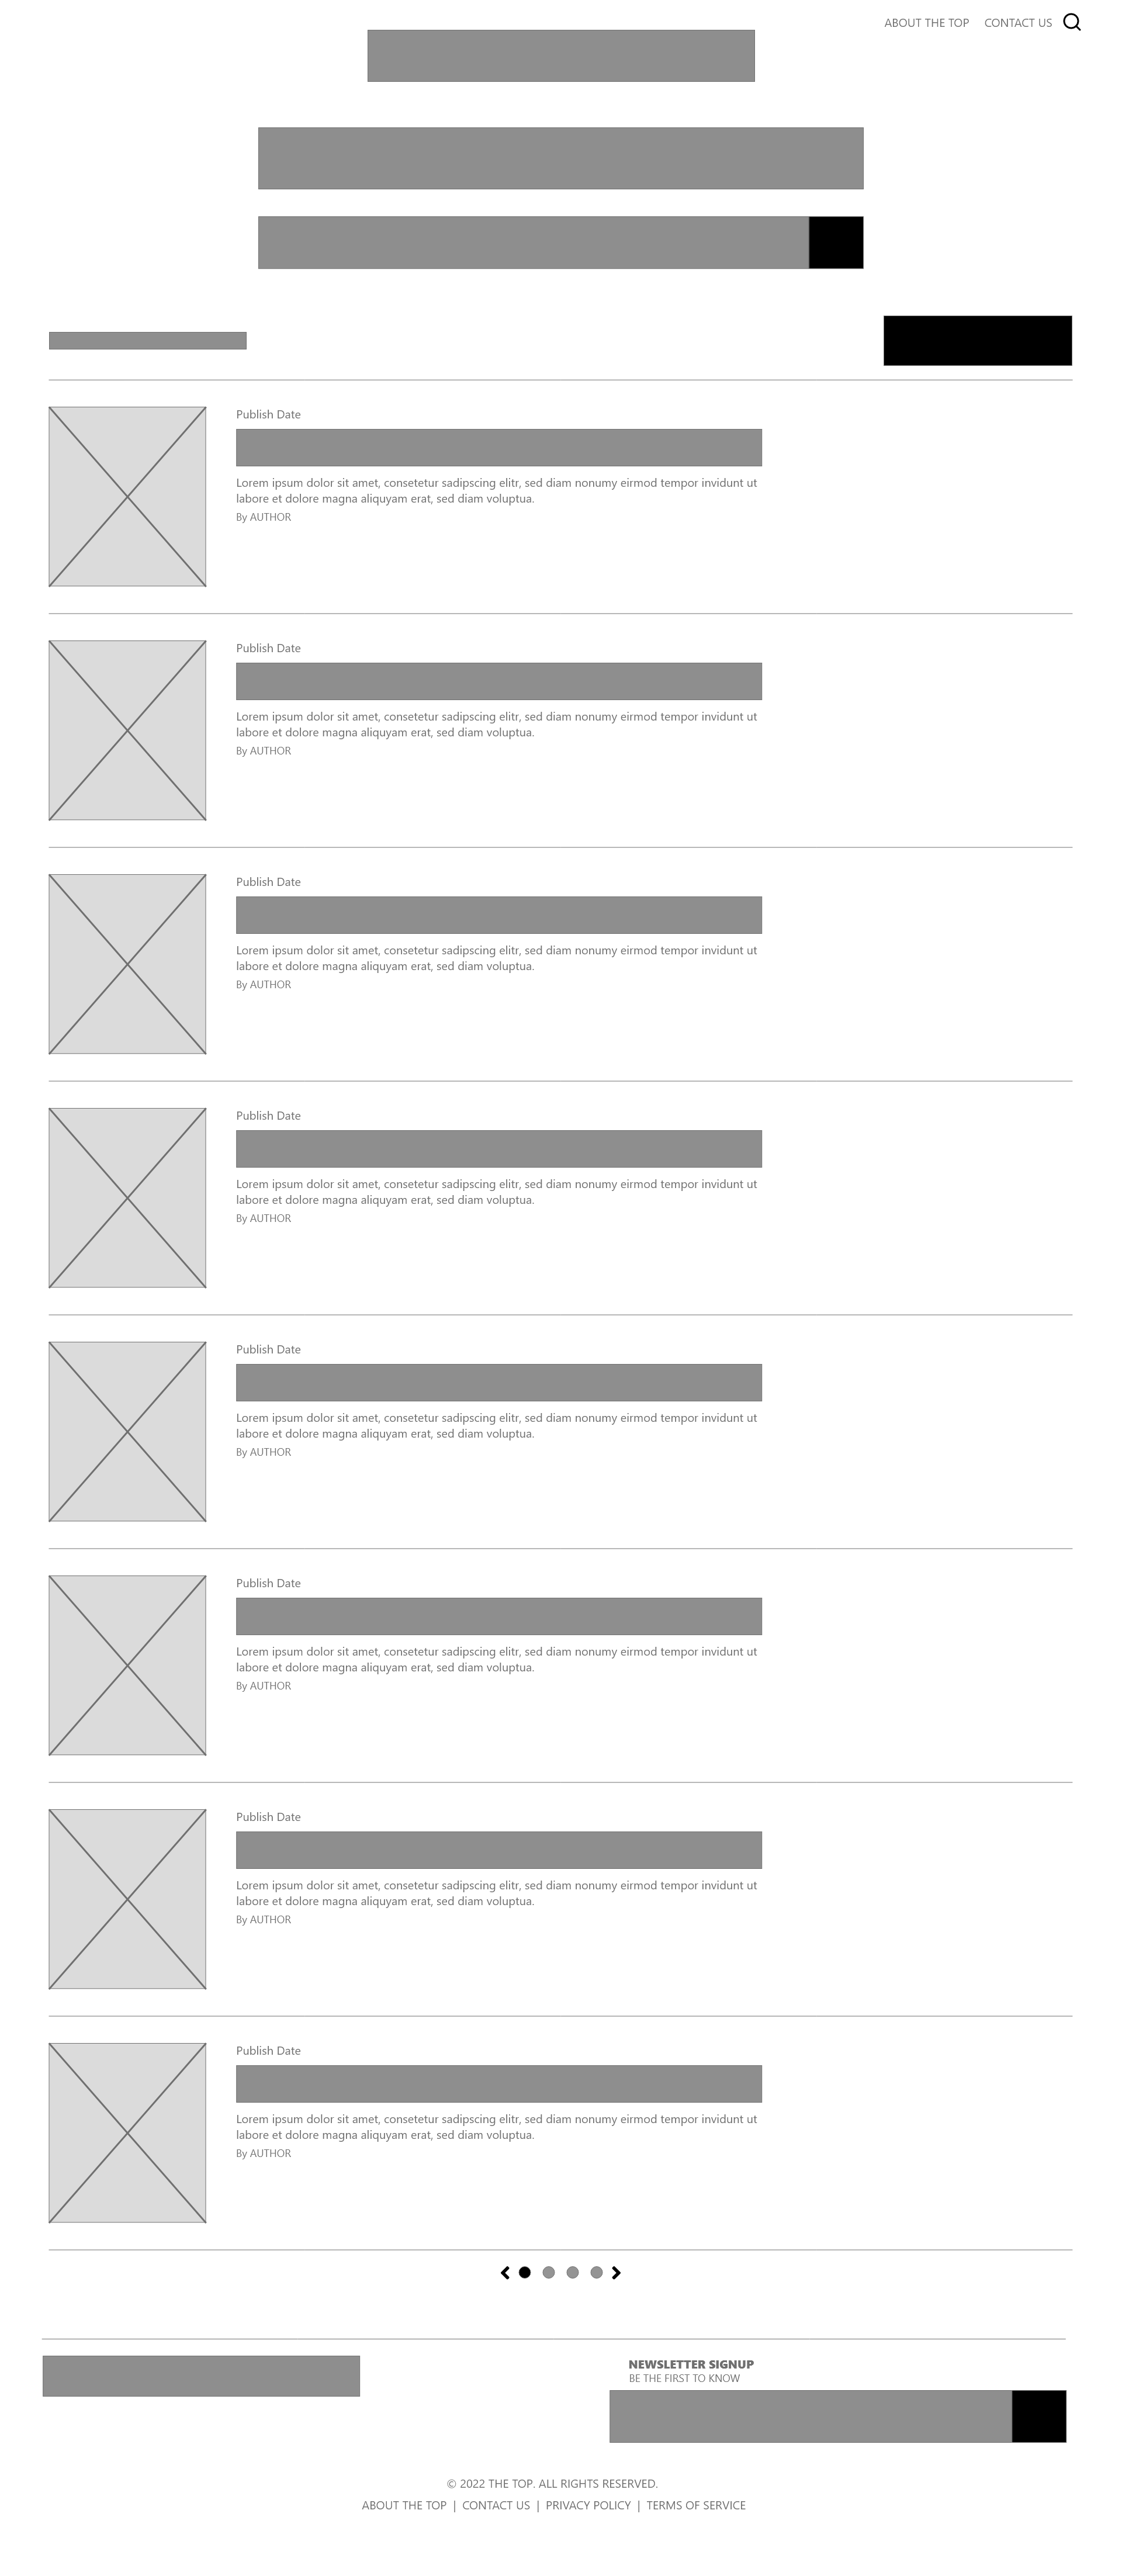 ABOUT THE TOP CONTACT US
Publish Date
Lorem ipsum dolor sit amet, consetetur sadipscing elitr, sed diam nonumy eirmod tempor invidunt ut
labore et dolore magna aliquyam erat, sed diam voluptua.
By AUTHOR
Publish Date
Lorem ipsum dolor sit amet, consetetur sadipscing elitr, sed diam nonumy eirmod tempor invidunt ut
labore et dolore magna aliquyam erat, sed diam voluptua.
By AUTHOR
Publish Date
Lorem ipsum dolor sit amet, consetetur sadipscing elitr, sed diam nonumy eirmod tempor invidunt ut
labore et dolore magna aliquyam erat, sed diam voluptua.
By AUTHOR
Publish Date
Lorem ipsum dolor sit amet, consetetur sadipscing elitr, sed diam nonumy eirmod tempor invidunt ut
labore et dolore magna aliquyam erat, sed diam voluptua.
By AUTHOR
Publish Date
Lorem ipsum dolor sit amet, consetetur sadipscing elitr, sed diam nonumy eirmod tempor invidunt ut
labore et dolore magna aliquyam erat, sed diam voluptua.
By AUTHOR
Publish Date
Lorem ipsum dolor sit amet, consetetur sadipscing elitr, sed diam nonumy eirmod tempor invidunt ut
labore et dolore magna aliquyam erat, sed diam voluptua.
By AUTHOR
Publish Date
Lorem ipsum dolor sit amet, consetetur sadipscing elitr, sed diam nonumy eirmod tempor invidunt ut
labore et dolore magna aliquyam erat, sed diam voluptua.
By AUTHOR
Publish Date
Lorem ipsum dolor sit amet, consetetur sadipscing elitr, sed diam nonumy eirmod tempor invidunt ut
labore et dolore magna aliquyam erat, sed diam voluptua.
By AUTHOR
NEWSLETTER SIGNUP
BE THE FIRST TO KNOW
© 2022 THE TOP. ALL RIGHTS RESERVED.
ABOUT THE TOP | CONTACT US | PRIVACY POLICY | TERMS OF SERVICE